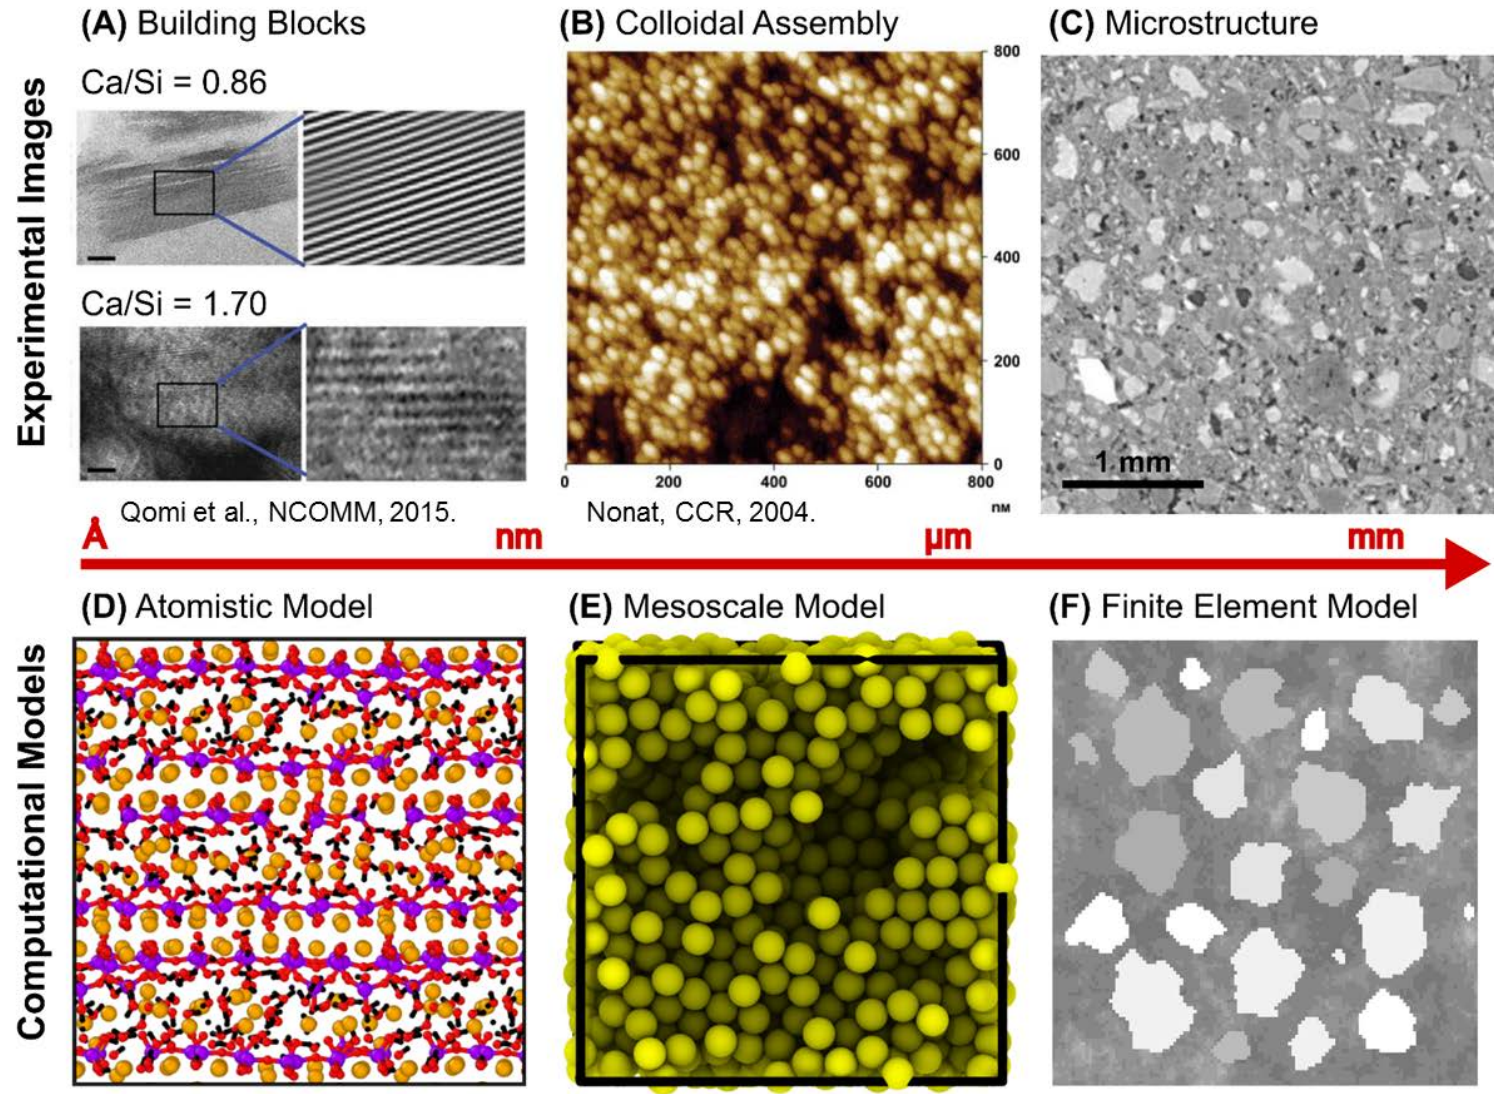 (A) Building Blocks
(B) Colloidal Assembly
(C) Microstructure
Experimental Images
Ca/Si = 0.86
Ca/Si = 1.70
800
600
400
200
0
0
200
400
600
800
nM
1 mm
Qomi et al., NCOMM, 2015.
Nonat, CCR, 2004.
Å
nm
µm
mm
(D) Atomistic Model
(E) Mesoscale Model
(F) Finite Element Model
Computational Models